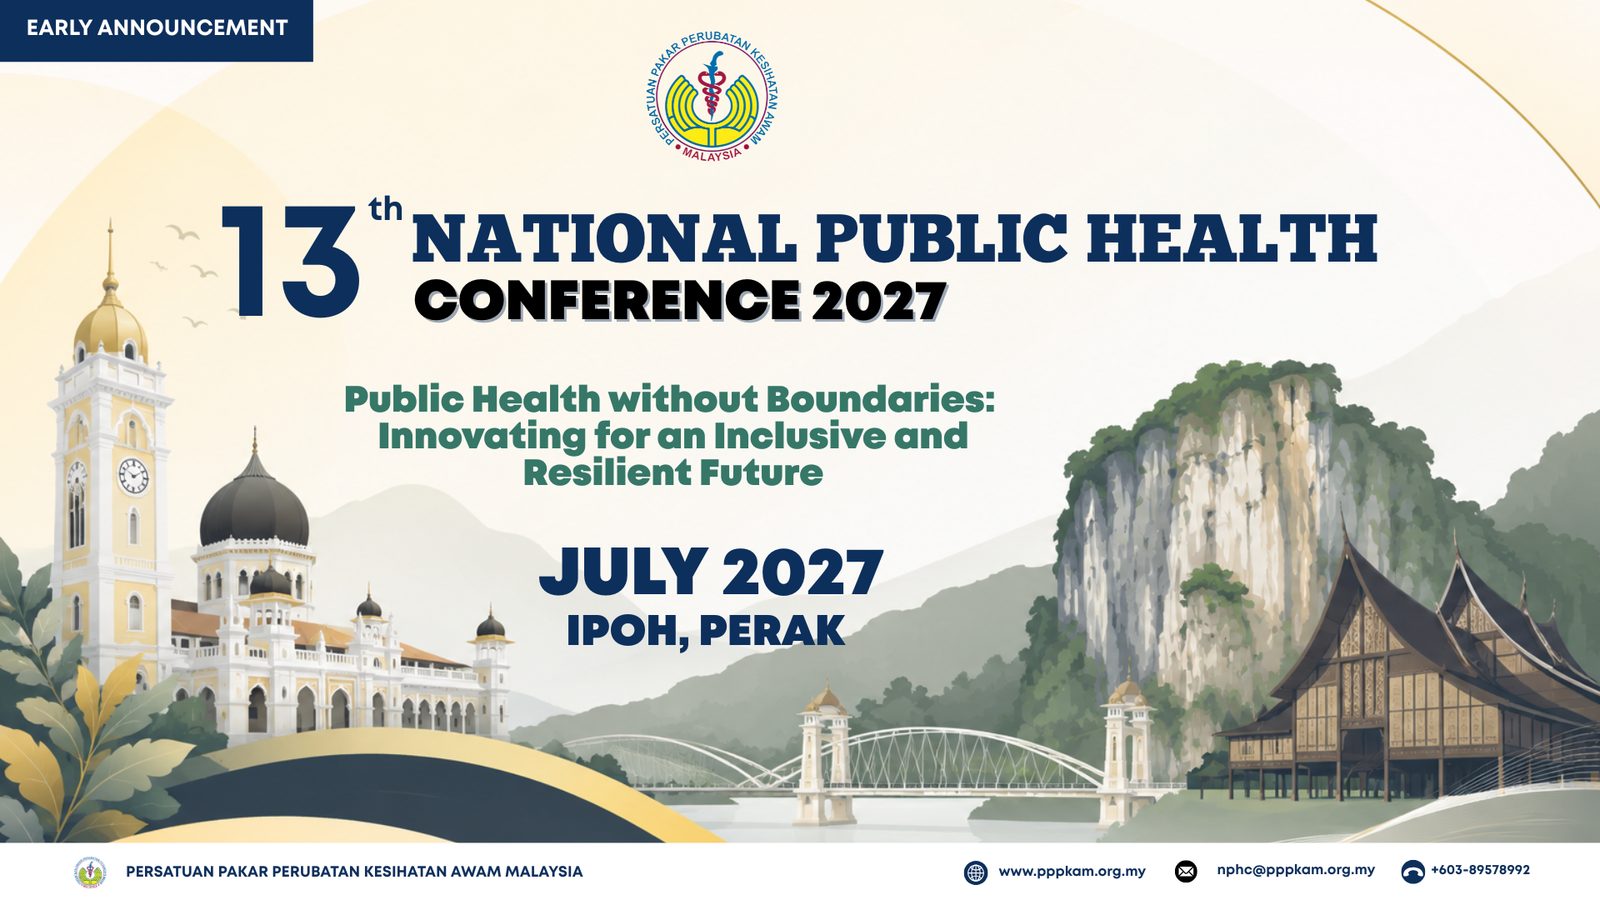 EARLY ANNOUNCEMENT
PERSATUAN PAKAR PERUBATAN KESIHATAN AWAM
• MALAYSIA •
13th NATIONAL PUBLIC HEALTH
CONFERENCE 2027
Public Health without Boundaries:
Innovating for an Inclusive and
Resilient Future
JULY 2027
IPOH, PERAK
PERSATUAN PAKAR PERUBATAN KESIHATAN AWAM MALAYSIA
www.pppkam.org.my
nphc@pppkam.org.my
+603-89578992